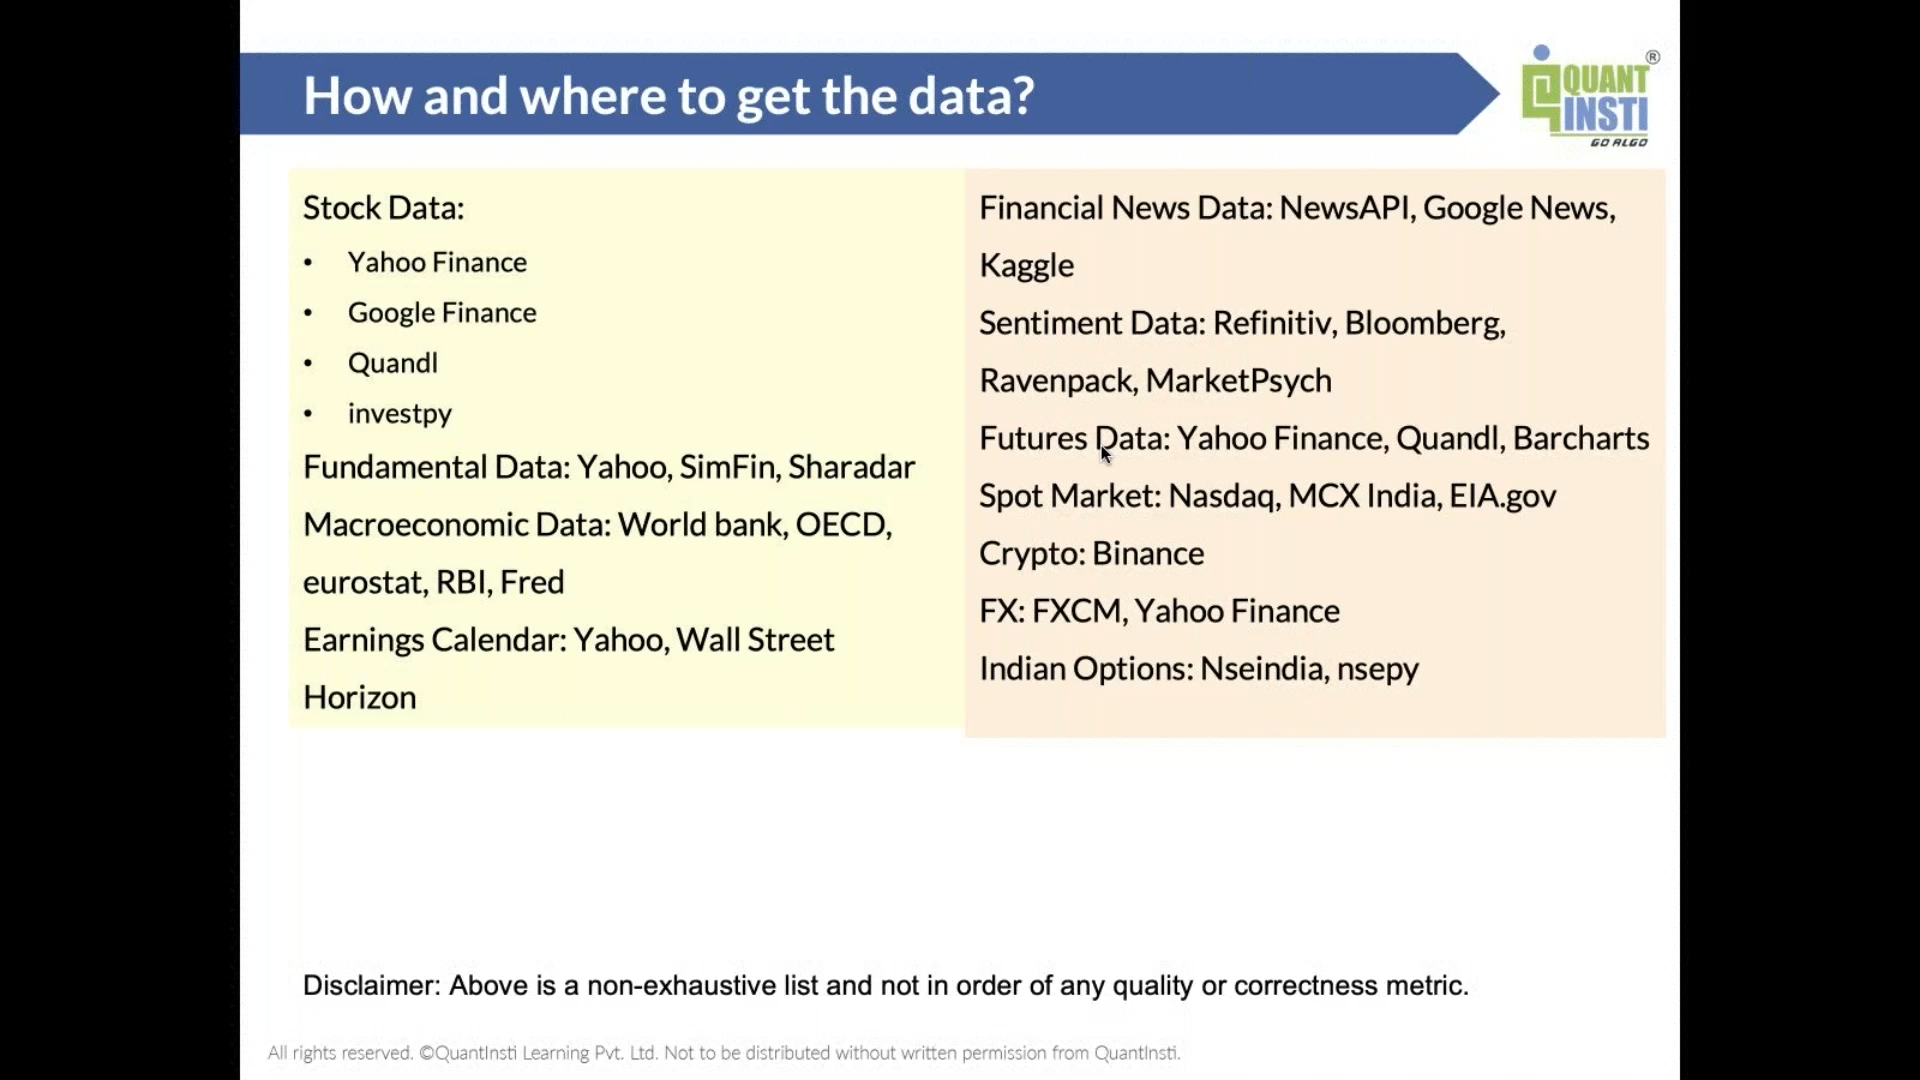 How and where to get the data?
QUANT
INSTI
®
GO ALGO
Stock Data:
• Yahoo Finance
• Google Finance
• Quandl
• investpy
Fundamental Data: Yahoo, SimFin, Sharadar
Macroeconomic Data: World bank, OECD,
eurostat, RBI, Fred
Earnings Calendar: Yahoo, Wall Street
Horizon
Financial News Data: NewsAPI, Google News,
Kaggle
Sentiment Data: Refinitiv, Bloomberg,
Ravenpack, MarketPsych
Futures Data: Yahoo Finance, Quandl, Barcharts
Spot Market: Nasdaq, MCX India, EIA.gov
Crypto: Binance
FX: FXCM, Yahoo Finance
Indian Options: Nseindia, nsepy
Disclaimer: Above is a non-exhaustive list and not in order of any quality or correctness metric.
All rights reserved. ©QuantInsti Learning Pvt. Ltd. Not to be distributed without written permission from QuantInsti.